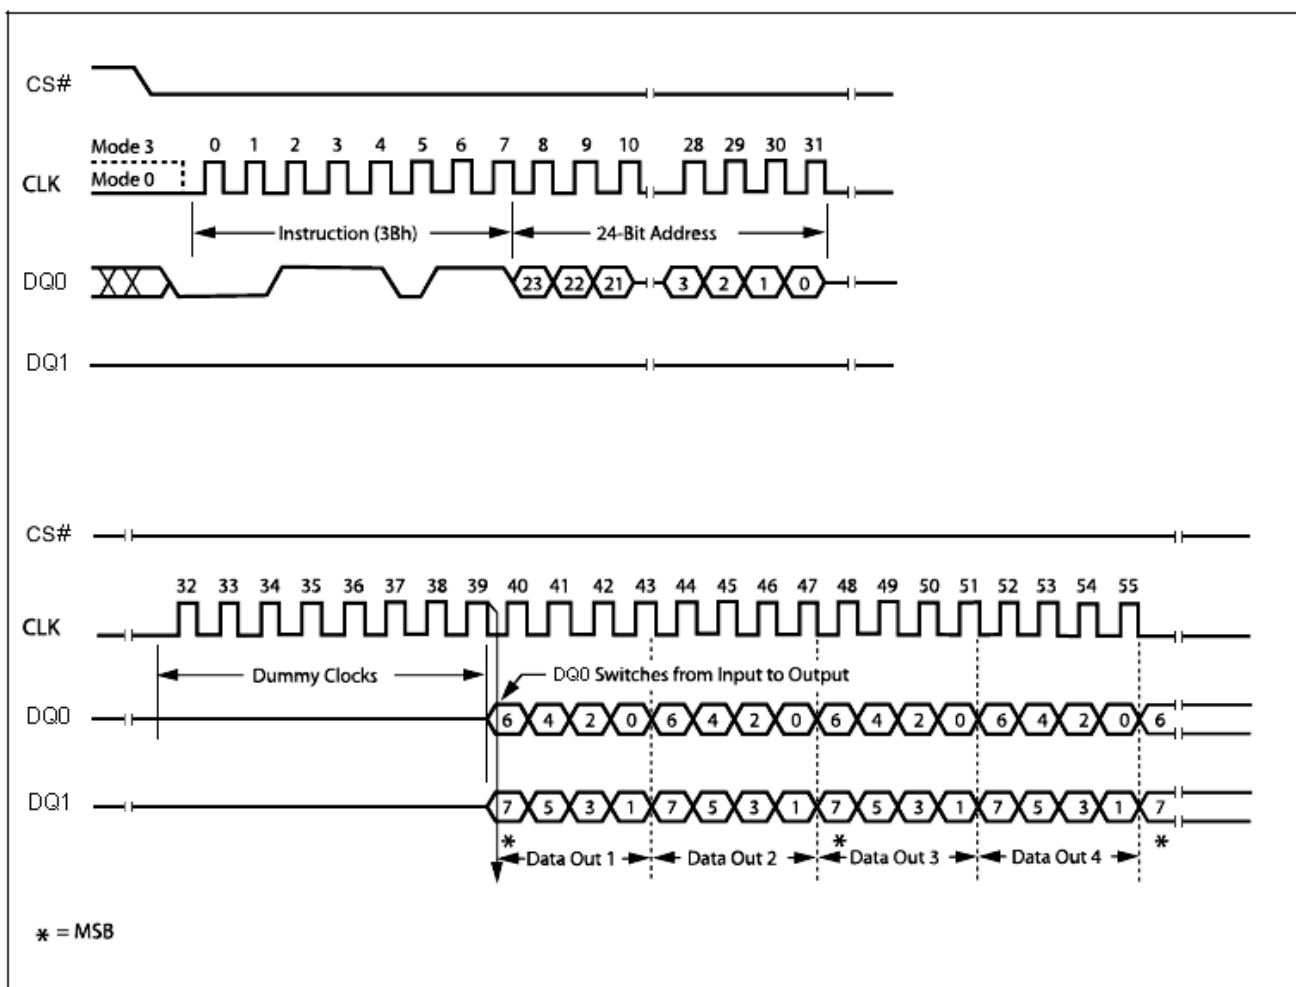 CS#
Mode 3 0 1 2 3 4 5 6 7 8 9 10 28 29 30 31
CLK Mode 0
Instruction (3Bh) 24-Bit Address
DQ0 23 22 21 3 2 1 0
DQ1
CS#
32 33 34 35 36 37 38 39 40 41 42 43 44 45 46 47 48 49 50 51 52 53 54 55
CLK
Dummy Clocks DQ0 Switches from Input to Output
DQ0 6 4 2 0 6 4 2 0 6 4 2 0 6 4 2 0 6
DQ1 7 5 3 1 7 5 3 1 7 5 3 1 7 5 3 1 7
* * *
Data Out 1 Data Out 2 Data Out 3 Data Out 4
* = MSB